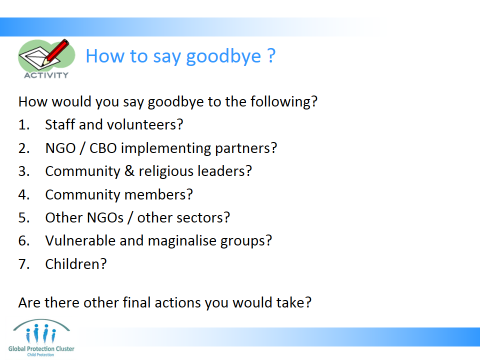 ACTIVITY
How to say goodbye ?
How would you say goodbye to the following?
1. Staff and volunteers?
2. NGO / CBO implementing partners?
3. Community & religious leaders?
4. Community members?
5. Other NGOs / other sectors?
6. Vulnerable and maginalise groups?
7. Children?
Are there other final actions you would take?
Global Protection Cluster
Child Protection